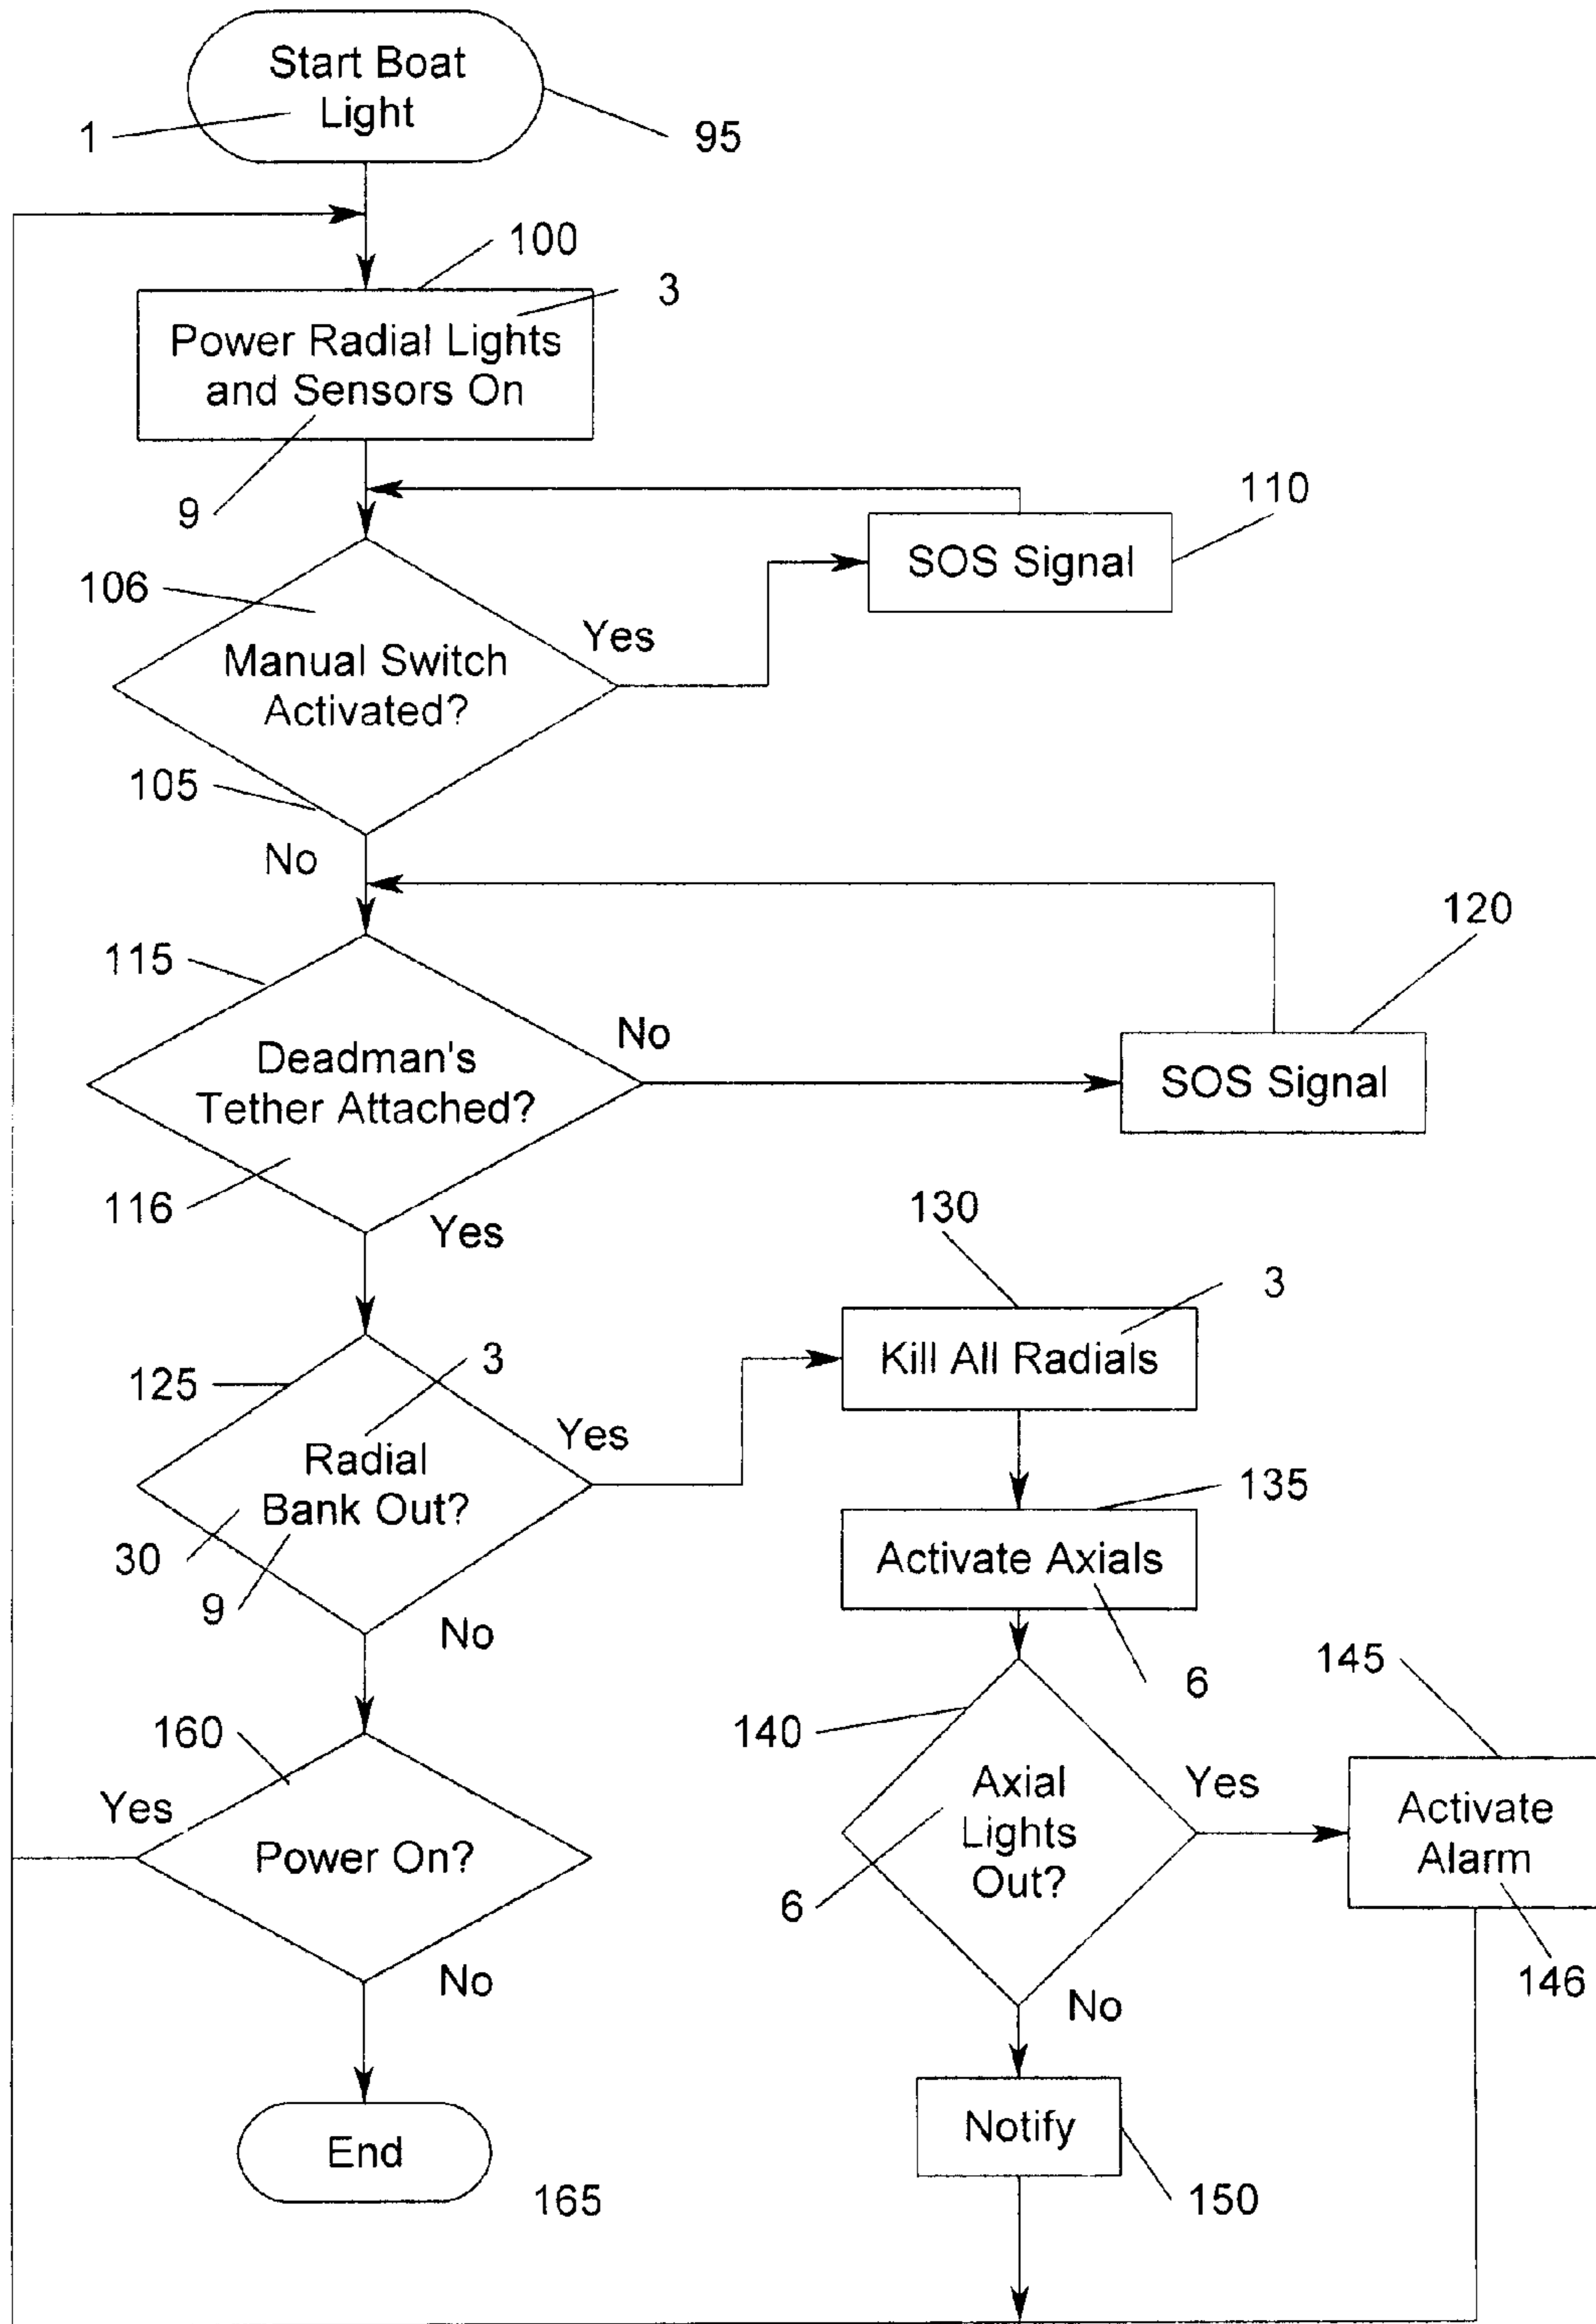 Start Boat
Light
1
95
100
3
Power Radial Lights
and Sensors On
9
110
SOS Signal
106
Yes
Manual Switch
Activated?
105
No
120
115
No
Deadman's
Tether Attached?
SOS Signal
116
Yes
130
3
Kill All Radials
125
3
Yes
Radial
Bank Out?
30
9
No
135
Activate Axials
6
160
140
145
Yes
Power On?
Axial
Lights
Out?
6
Yes
Activate
Alarm
146
No
No
End
165
Notify
150